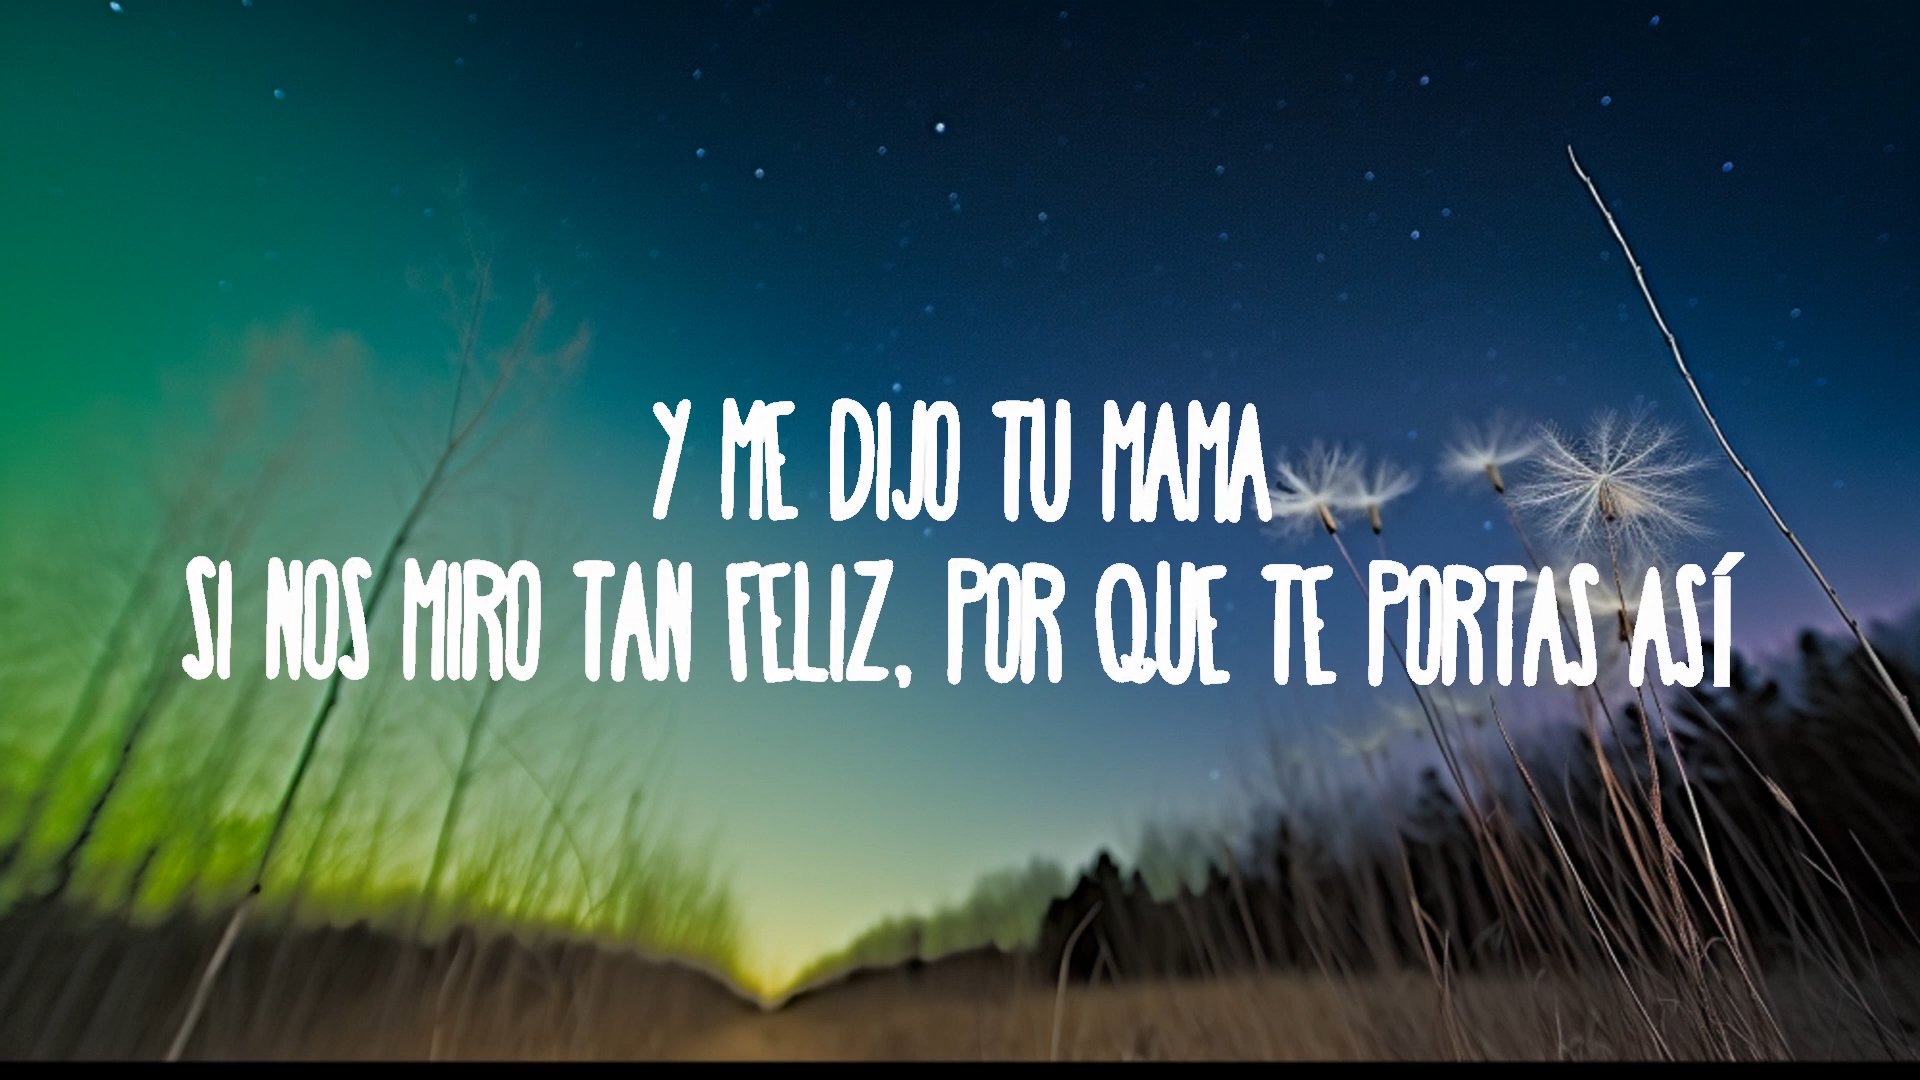 Y ME DIJO TU MAMA
SI NOS MIRO TAN FELIZ, POR QUE TE PORTAS ASÍ